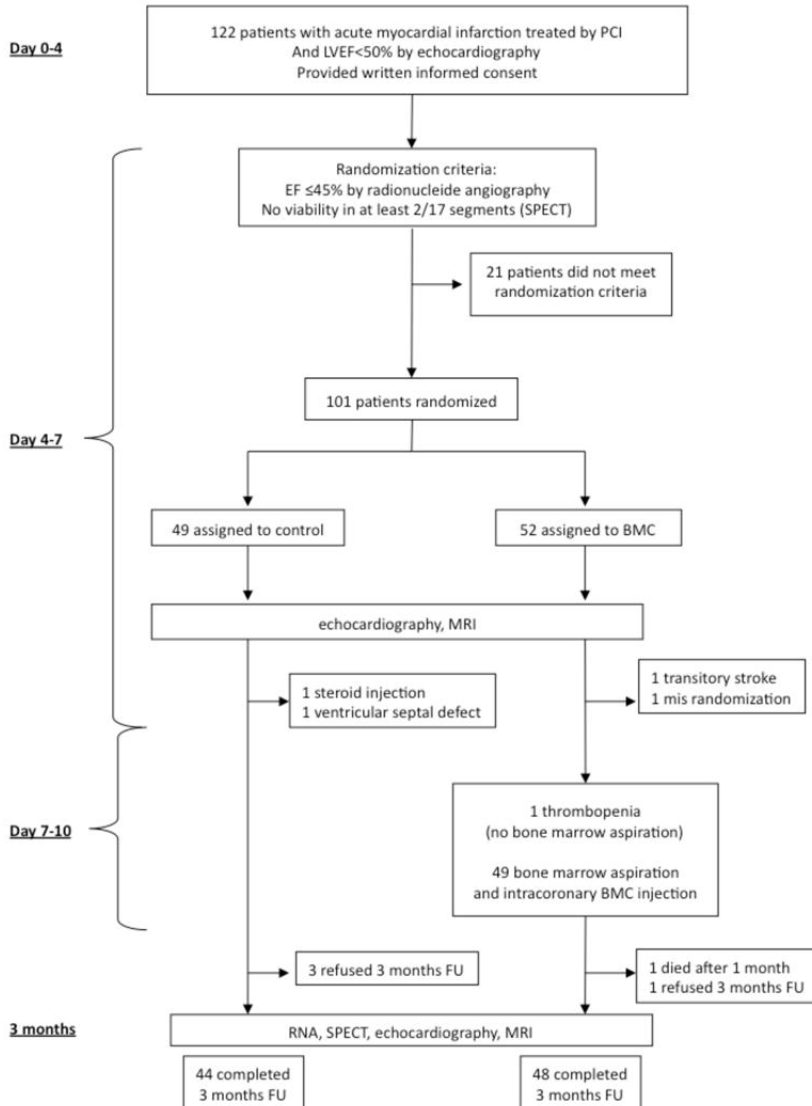 Day 0-4
122 patients with acute myocardial infarction treated by PCI
And LVEF<50% by echocardiography
Provided written informed consent
Randomization criteria:
EF ≤45% by radionucleide angiography
No viability in at least 2/17 segments (SPECT)
21 patients did not meet
randomization criteria
101 patients randomized
Day 4-7
49 assigned to control
52 assigned to BMC
echocardiography, MRI
1 steroid injection
1 ventricular septal defect
1 transitory stroke
1 mis randomization
Day 7-10
1 thrombopenia
(no bone marrow aspiration)
49 bone marrow aspiration
and intracoronary BMC injection
3 refused 3 months FU
1 died after 1 month
1 refused 3 months FU
3 months
RNA, SPECT, echocardiography, MRI
44 completed
3 months FU
48 completed
3 months FU